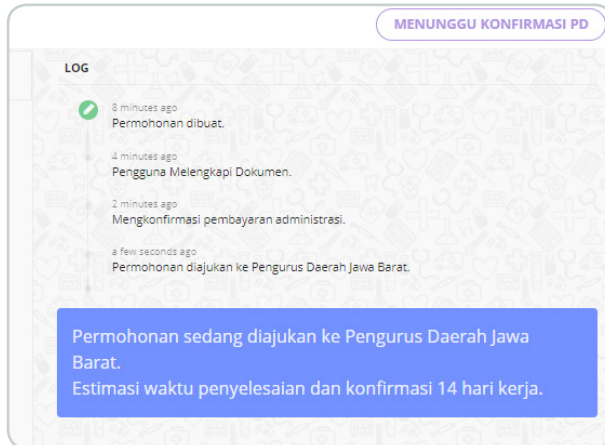 MENUNGGU KONFIRMASI PD
LOG
8 minutes ago
Permohonan dibuat.
4 minutes ago
Pengguna Melengkapi Dokumen.
2 minutes ago
Mengkonfirmasi pembayaran administrasi.
a few seconds ago
Permohonan diajukan ke Pengurus Daerah Jawa Barat.
Permohonan sedang diajukan ke Pengurus Daerah Jawa
Barat.
Estimasi waktu penyelesaian dan konfirmasi 14 hari kerja.